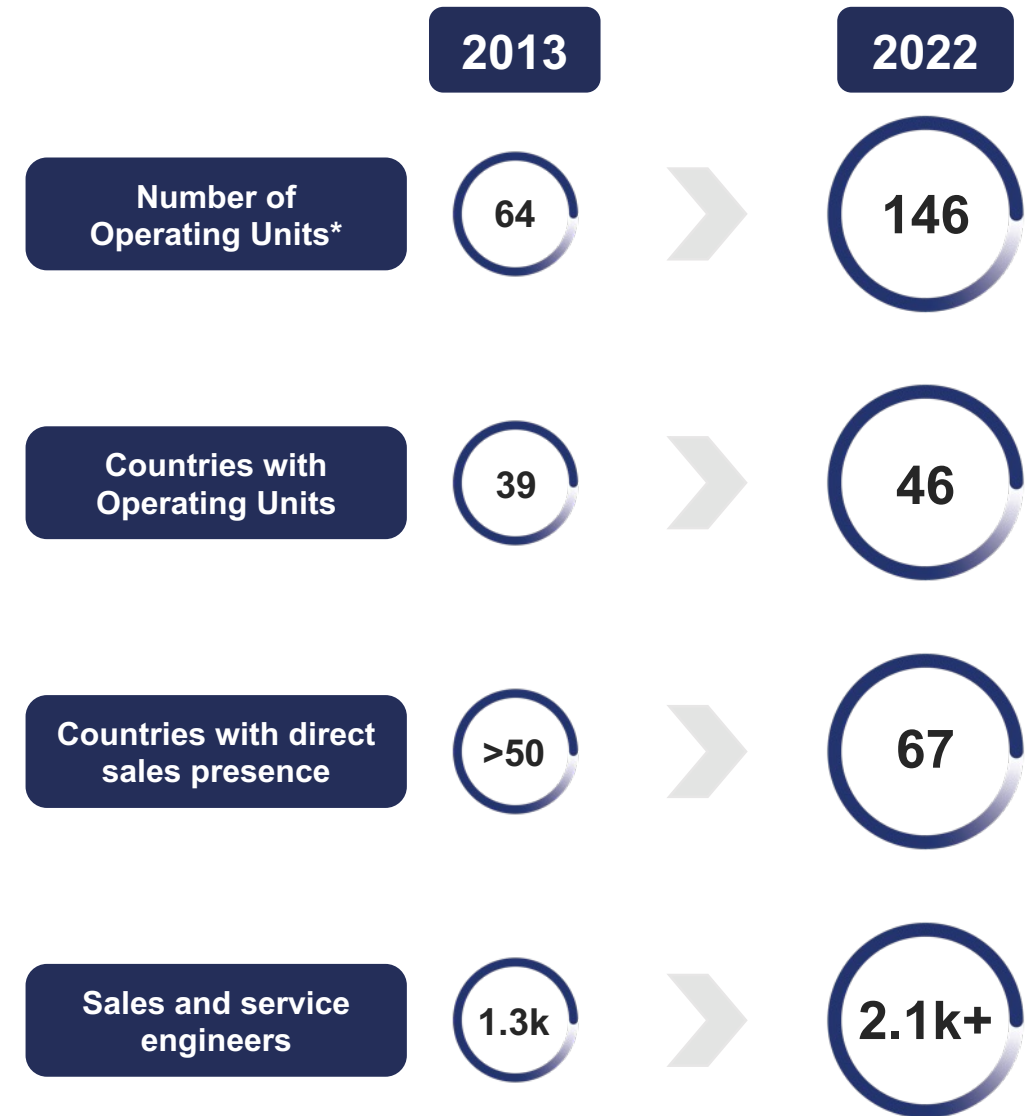 2013
2022
Number of
Operating Units*
64
146
Countries with
Operating Units
39
46
Countries with direct
sales presence
>50
67
Sales and service
engineers
1.3k
2.1k+